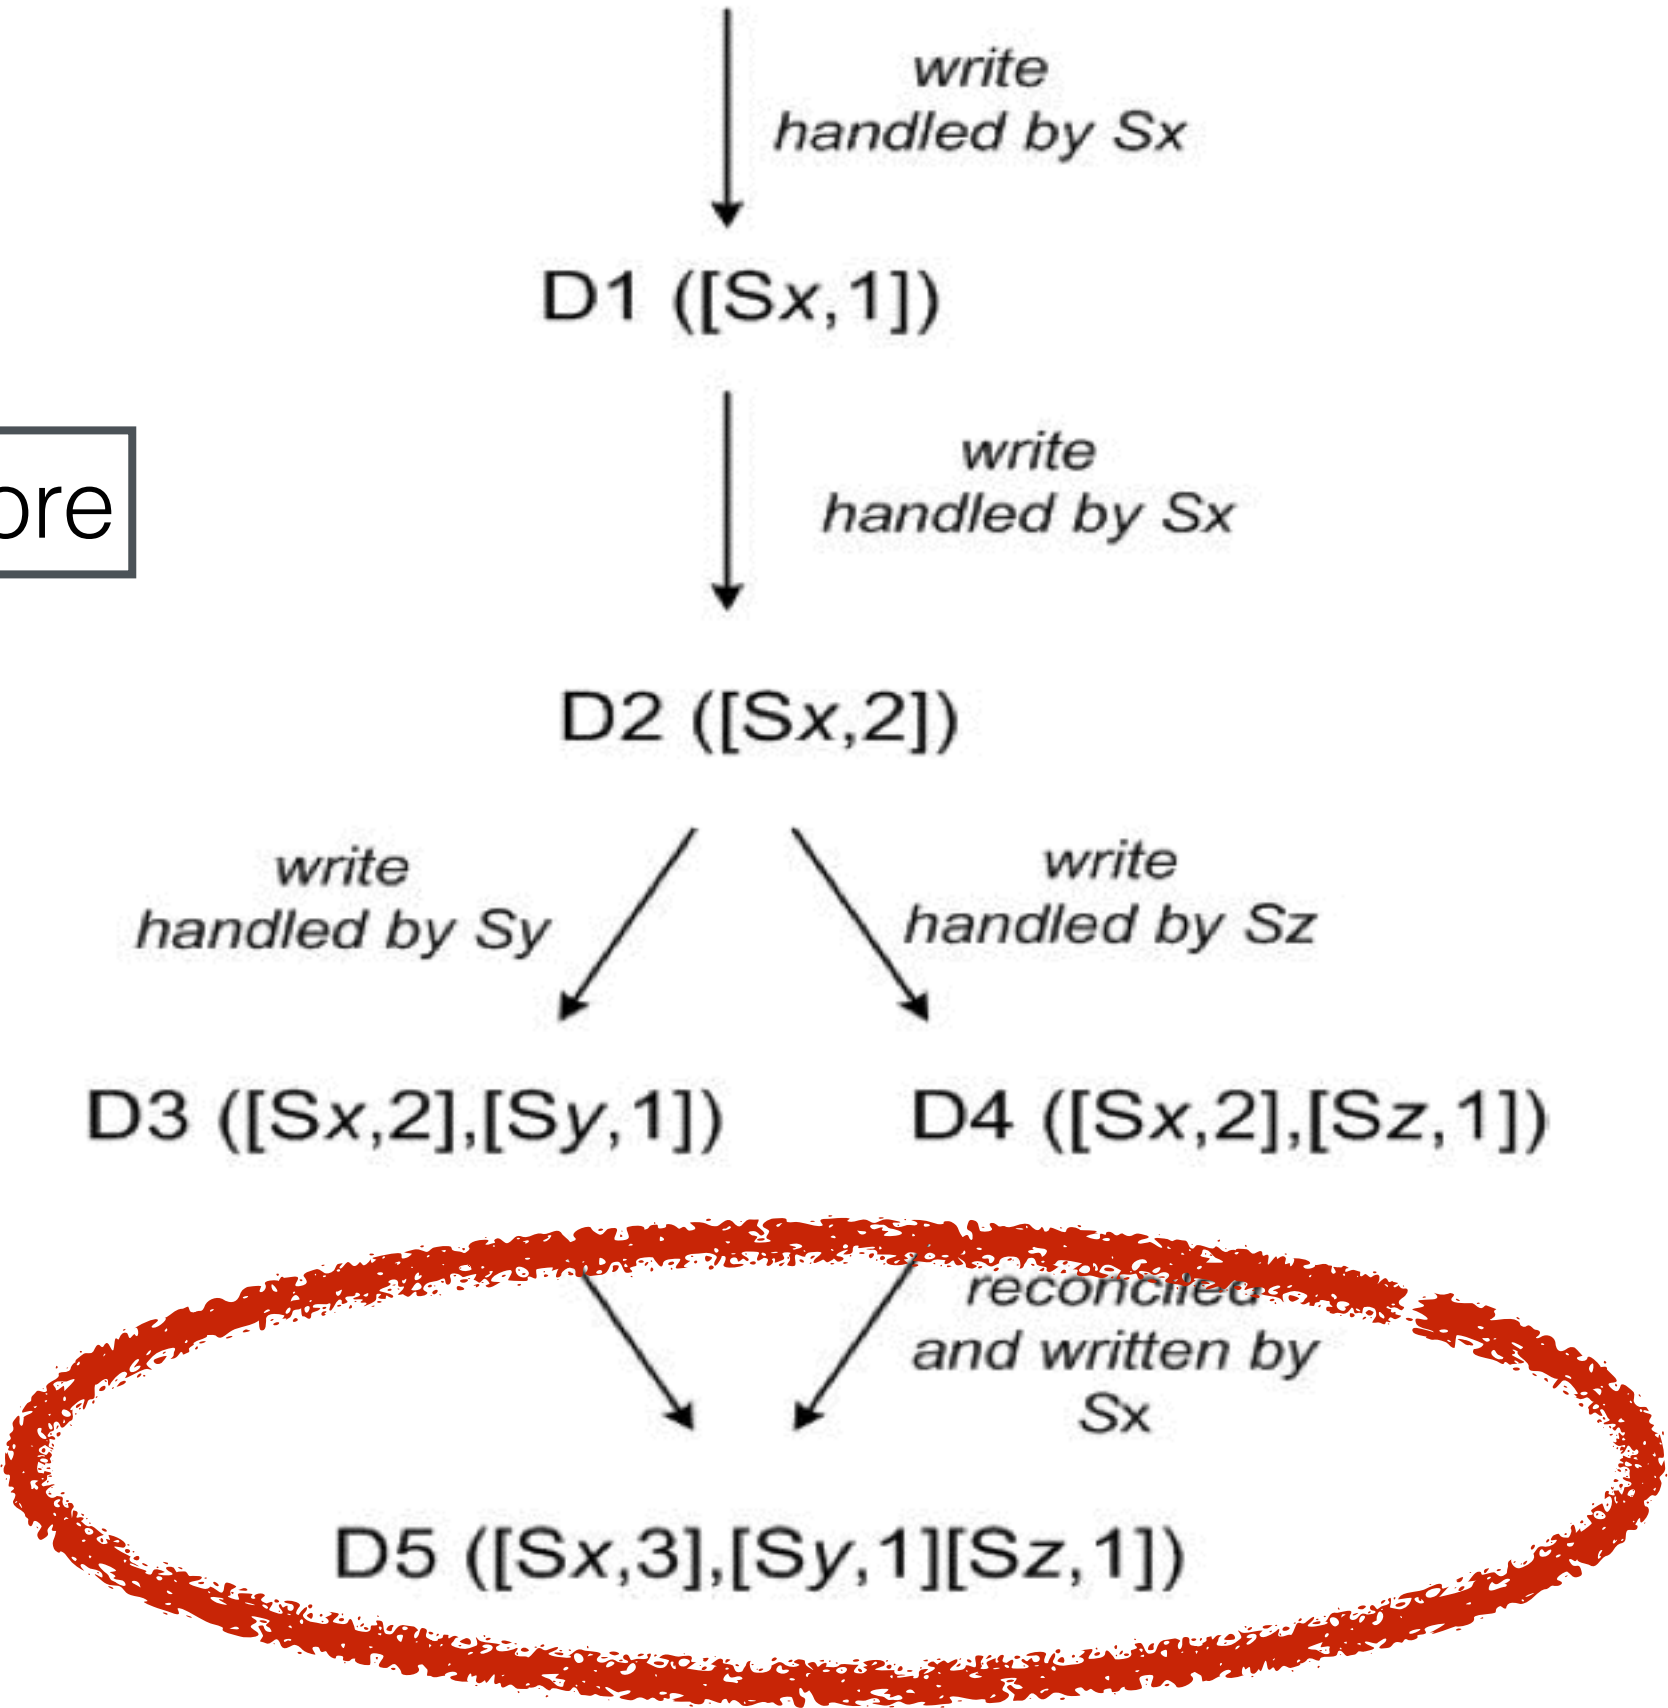 write
handled by Sx
D1 ([Sx,1])
write
handled by Sx
ore
D2 ([Sx,2])
write
handled by Sy
write
handled by Sz
D3 ([Sx,2],[Sy,1])
D4 ([Sx,2],[Sz,1])
reconciled
and written by
Sx
D5 ([Sx,3],[Sy,1][Sz,1])